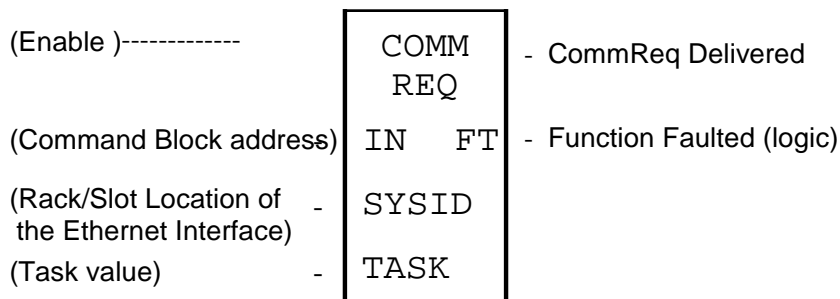 (Enable )-------------
COMM
REQ
- CommReq Delivered
(Command Block address)-
IN FT
- Function Faulted (logic)
(Rack/Slot Location of
the Ethernet Interface)
-
SYSID
(Task value) -
TASK